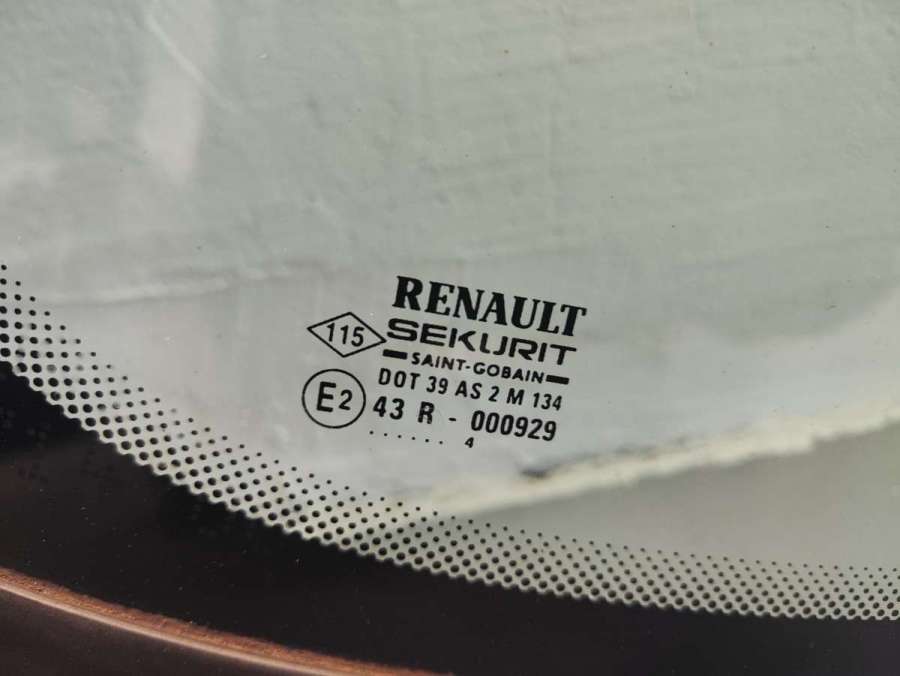 RENAULT
115 SEKURIT
SAINT-GOBAIN
DOT 39 AS 2 M 134
E2 43 R - 000929
....... 4